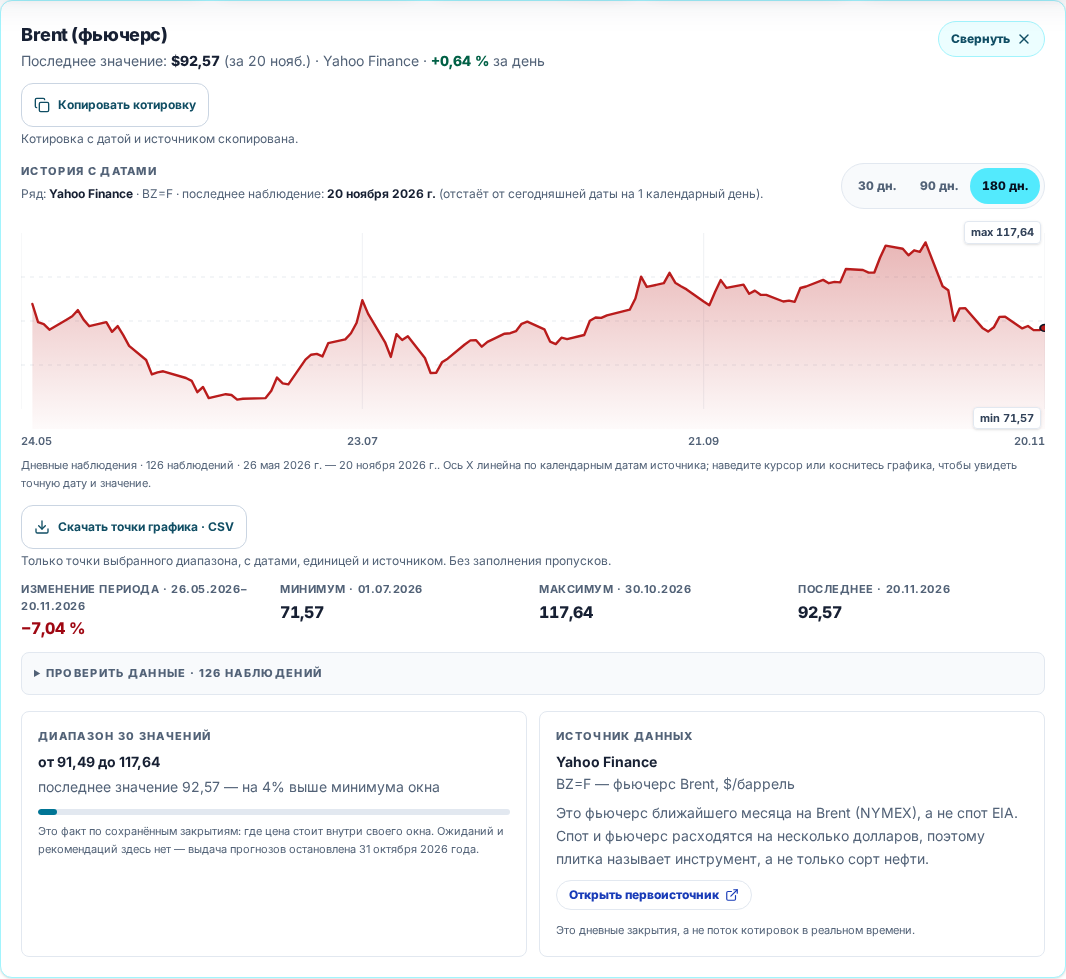 Brent (фьючерс)
Свернуть
Последнее значение: $92,57 (за 20 нояб.) · Yahoo Finance · +0,64 % за день
Копировать котировку
Котировка с датой и источником скопирована.
ИСТОРИЯ С ДАТАМИ
Ряд: Yahoo Finance · BZ=F · последнее наблюдение: 20 ноября 2026 г. (отстаёт от сегодняшней даты на 1 календарный день).
30 дн. 90 дн. 180 дн.
max 117,64
min 71,57
24.05 23.07 21.09 20.11
Дневные наблюдения · 126 наблюдений · 26 мая 2026 г. — 20 ноября 2026 г.. Ось X линейна по календарным датам источника; наведите курсор или коснитесь графика, чтобы увидеть
точную дату и значение.
Скачать точки графика · CSV
Только точки выбранного диапазона, с датами, единицей и источником. Без заполнения пропусков.
ИЗМЕНЕНИЕ ПЕРИОДА · 26.05.2026–
20.11.2026
−7,04 %
МИНИМУМ · 01.07.2026
71,57
МАКСИМУМ · 30.10.2026
117,64
ПОСЛЕДНЕЕ · 20.11.2026
92,57
ПРОВЕРИТЬ ДАННЫЕ · 126 НАБЛЮДЕНИЙ
ДИАПАЗОН 30 ЗНАЧЕНИЙ
от 91,49 до 117,64
последнее значение 92,57 — на 4% выше минимума окна
Это факт по сохранённым закрытиям: где цена стоит внутри своего окна. Ожиданий и
рекомендаций здесь нет — выдача прогнозов остановлена 31 октября 2026 года.
ИСТОЧНИК ДАННЫХ
Yahoo Finance
BZ=F — фьючерс Brent, $/баррель
Это фьючерс ближайшего месяца на Brent (NYMEX), а не спот EIA.
Спот и фьючерс расходятся на несколько долларов, поэтому
плитка называет инструмент, а не только сорт нефти.
Открыть первоисточник
Это дневные закрытия, а не поток котировок в реальном времени.